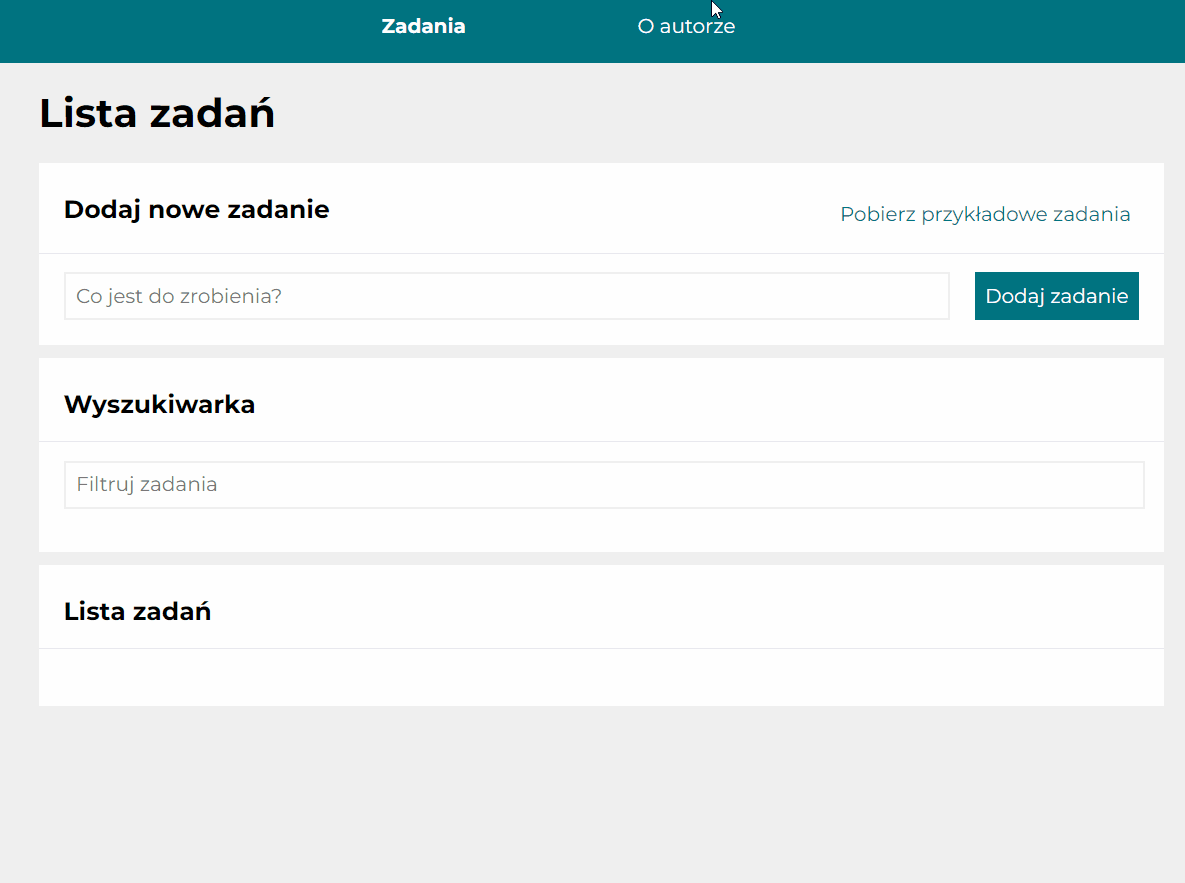 Zadania
O autorze
Lista zadań
Dodaj nowe zadanie
Pobierz przykładowe zadania
Co jest do zrobienia?
Dodaj zadanie
Wyszukiwarka
Filtruj zadania
Lista zadań